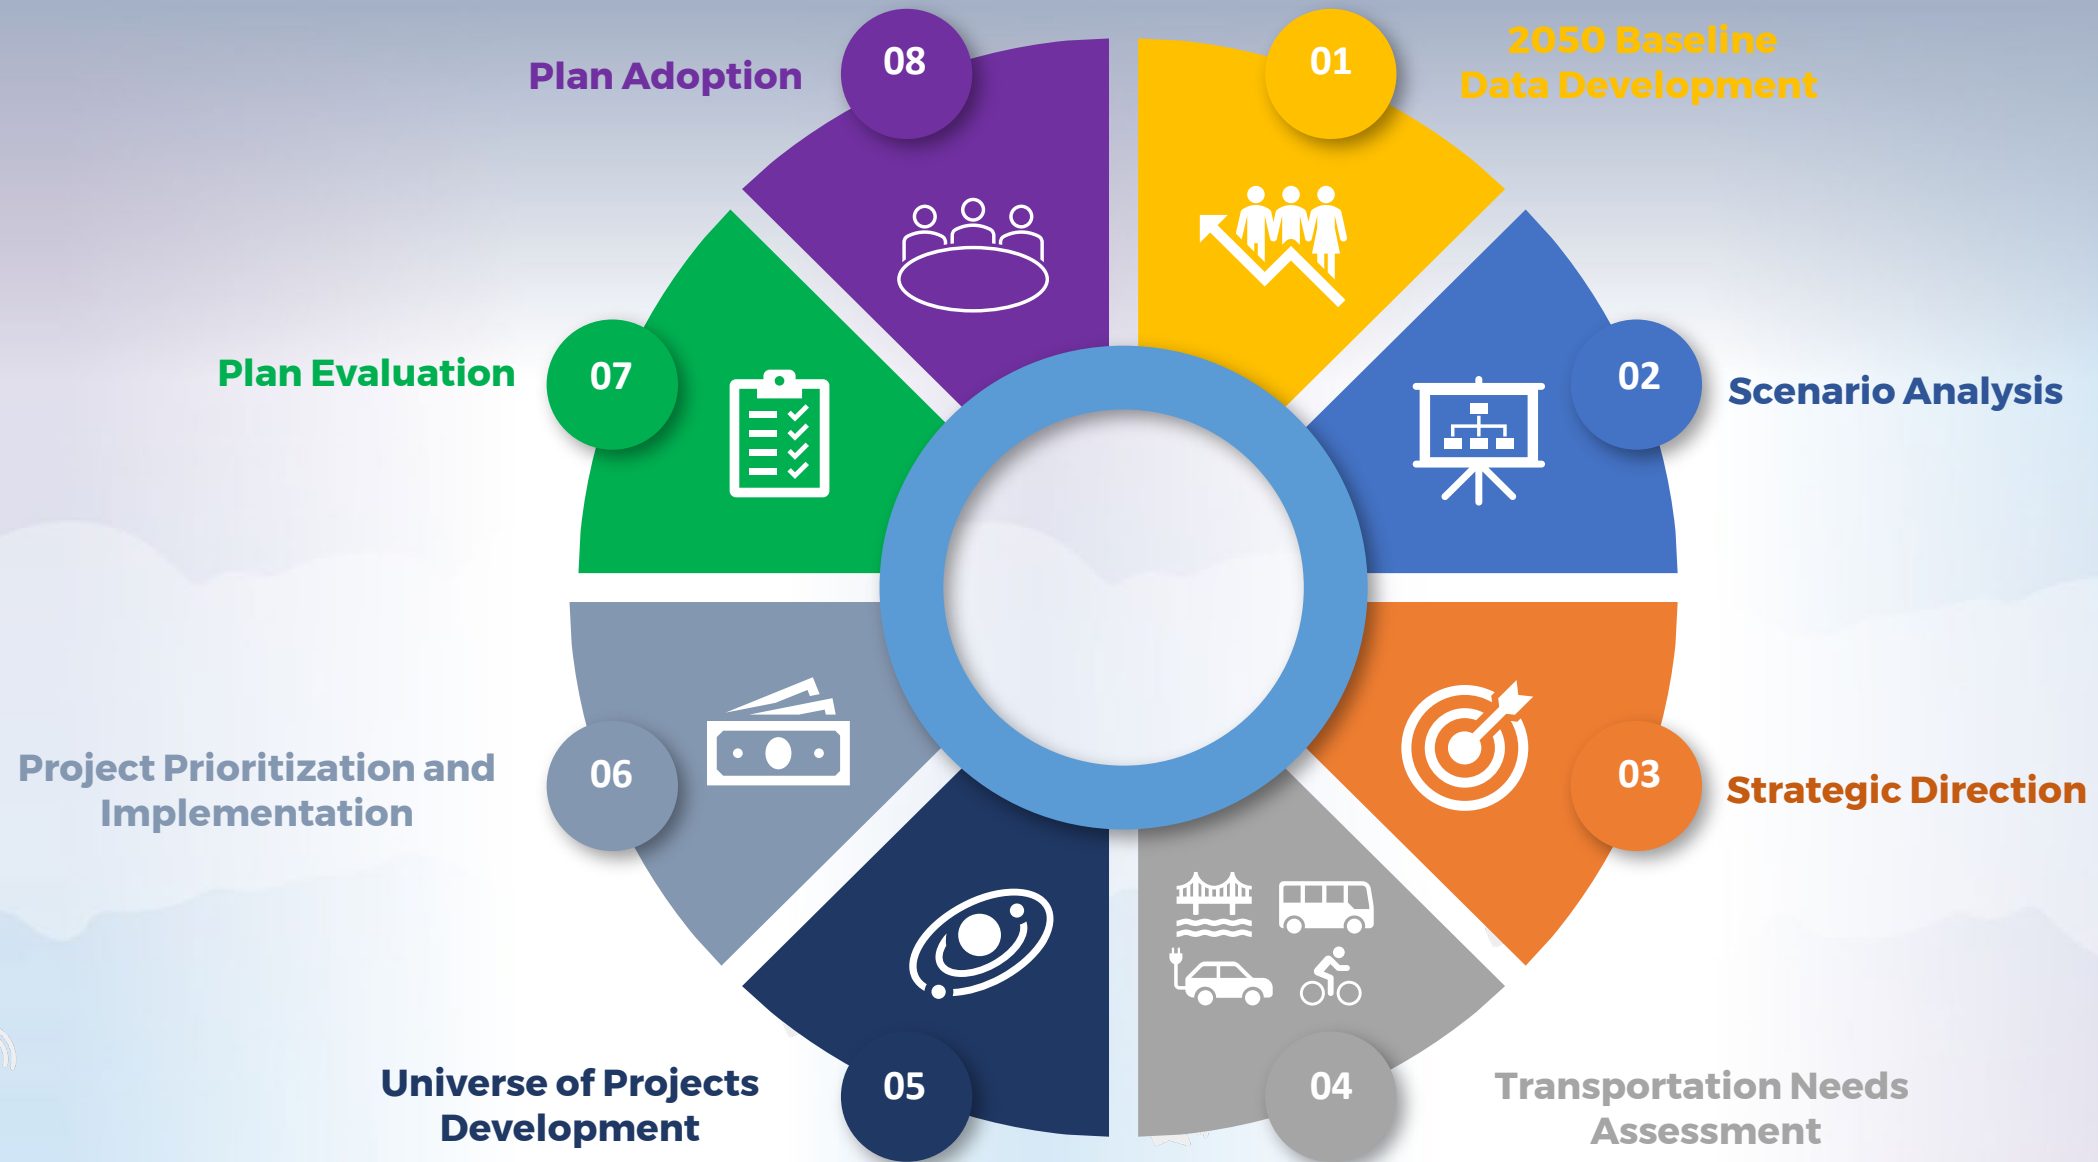 01
2050 Baseline
Data Development
02
Scenario Analysis
03
Strategic Direction
04
Transportation Needs
Assessment
05
Universe of Projects
Development
06
Project Prioritization and
Implementation
07
Plan Evaluation
08
Plan Adoption